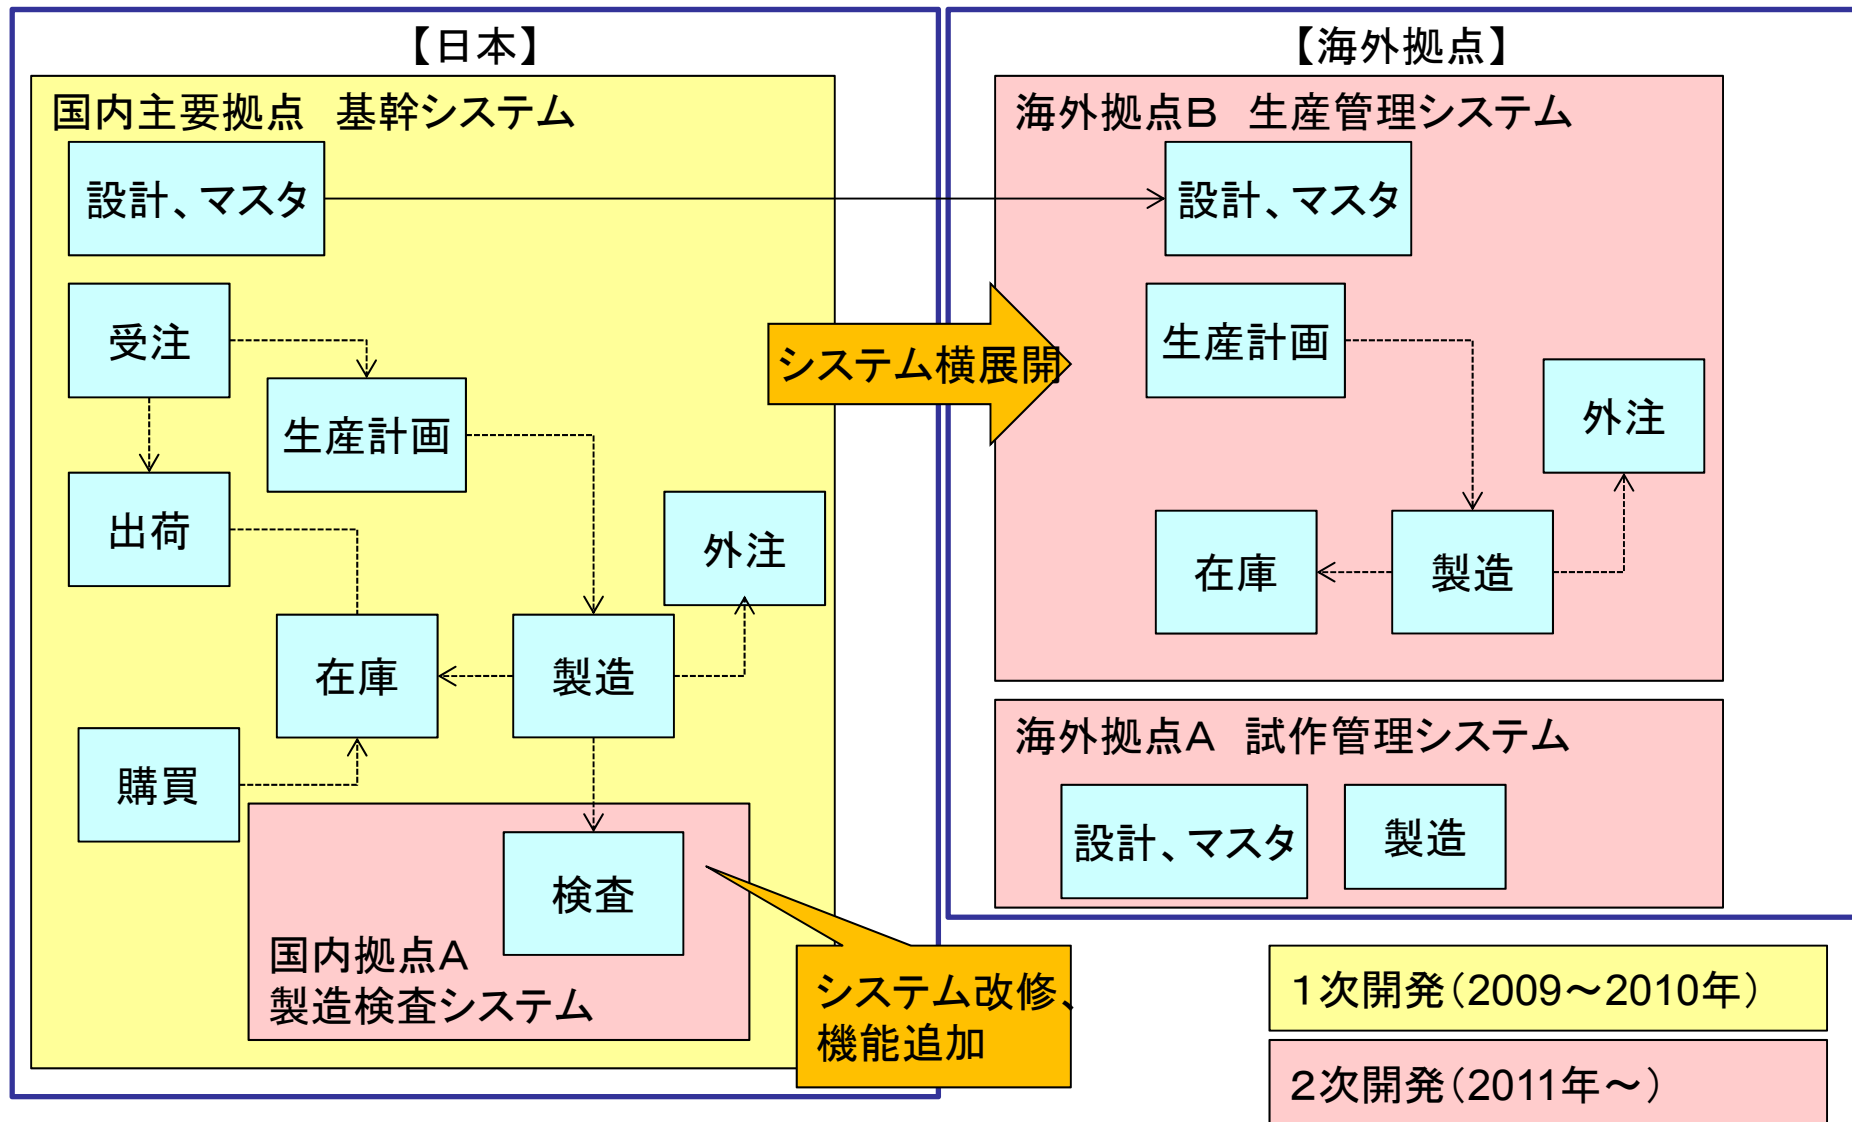 【日本】
国内主要拠点　基幹システム
設計、マスタ
受注
生産計画
出荷
外注
在庫
製造
購買
検査
国内拠点A
製造検査システム
システム横展開
システム改修、
機能追加
【海外拠点】
海外拠点B　生産管理システム
設計、マスタ
生産計画
外注
在庫
製造
海外拠点A　試作管理システム
設計、マスタ
製造
１次開発（2009～2010年）
２次開発（2011年～）